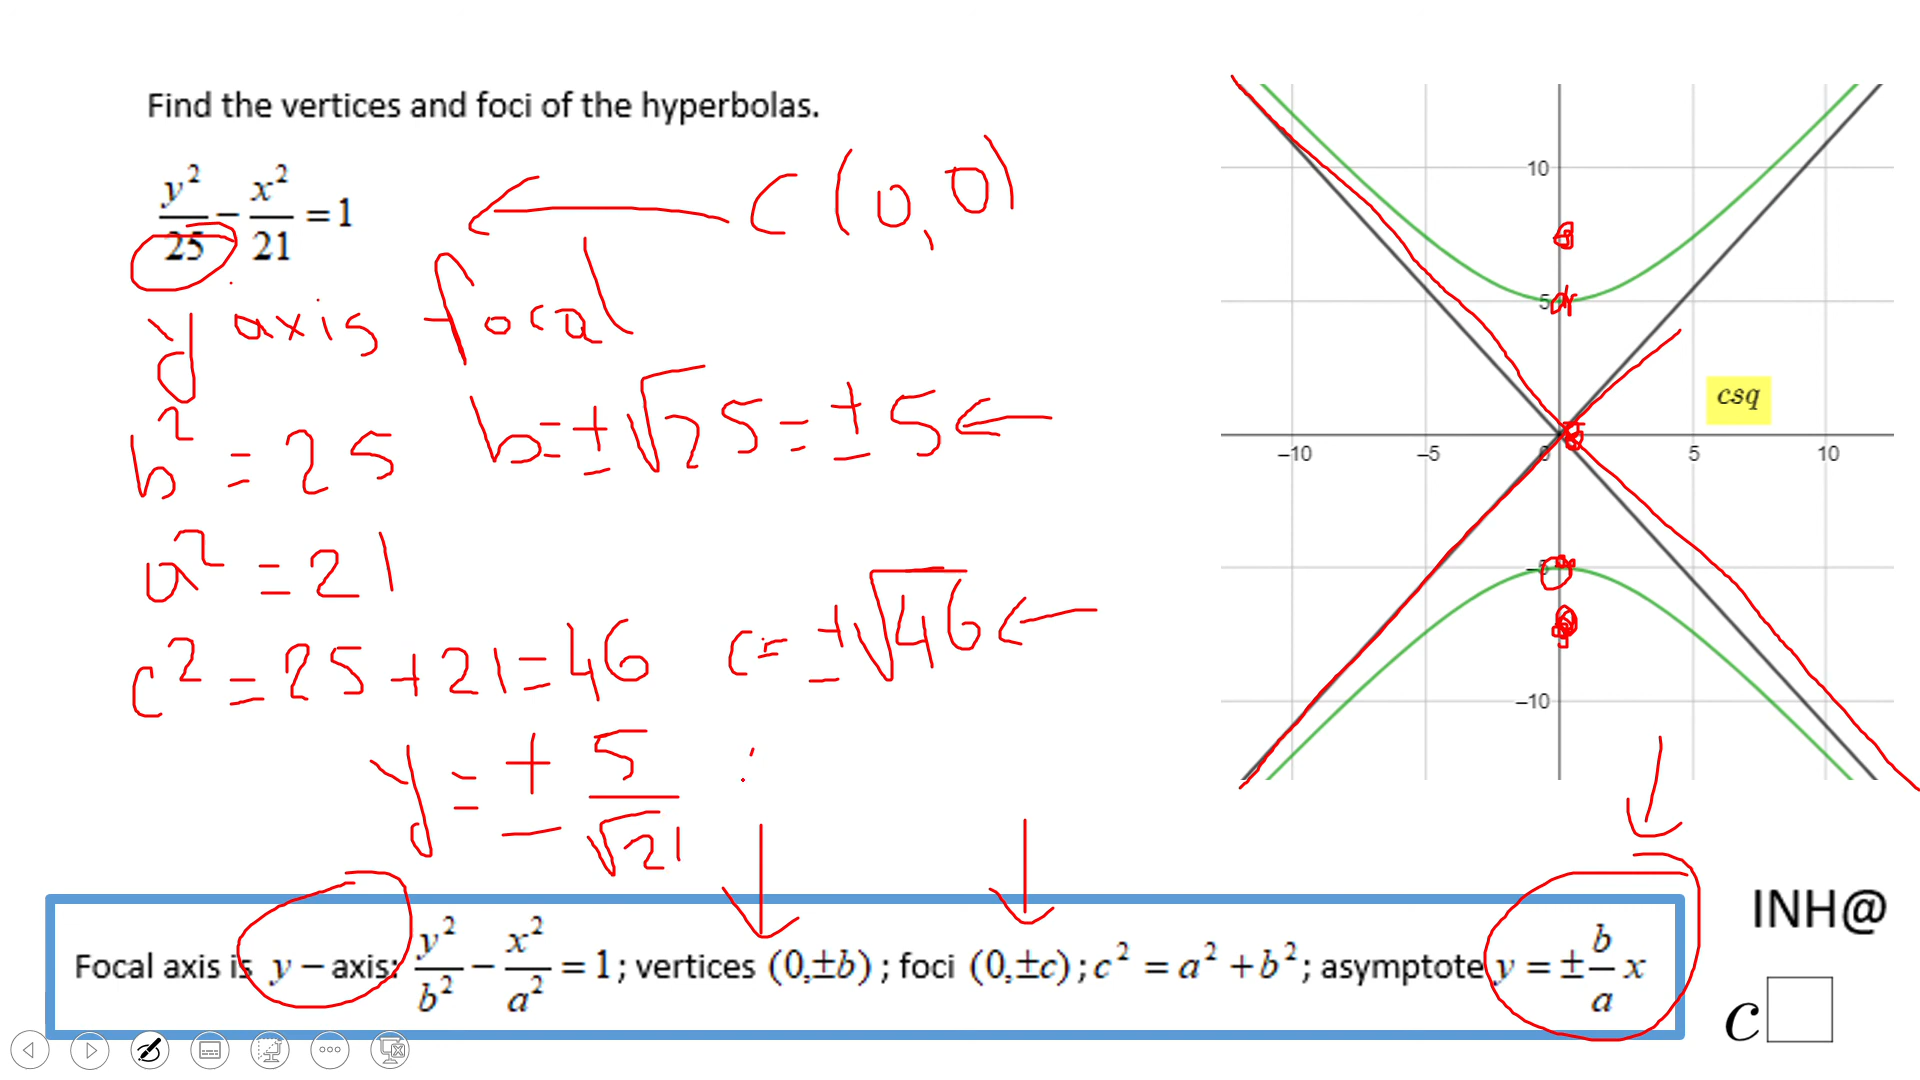 Find the vertices and foci of the hyperbolas.
y²/25 − x²/21 = 1
C (0,0)
y axis focal
b² = 25 b = ±√25 = ±5
a² = 21
c² = 25 + 21 = 46 c = ±√46
y = ± 5/√21
10
5
csq
−10 −5 0 5 10
−5
−10
Focal axis is y − axis: y²/b² − x²/a² = 1; vertices (0,±b); foci (0,±c); c² = a² + b²; asymptote y = ± b/a x
INH@
c